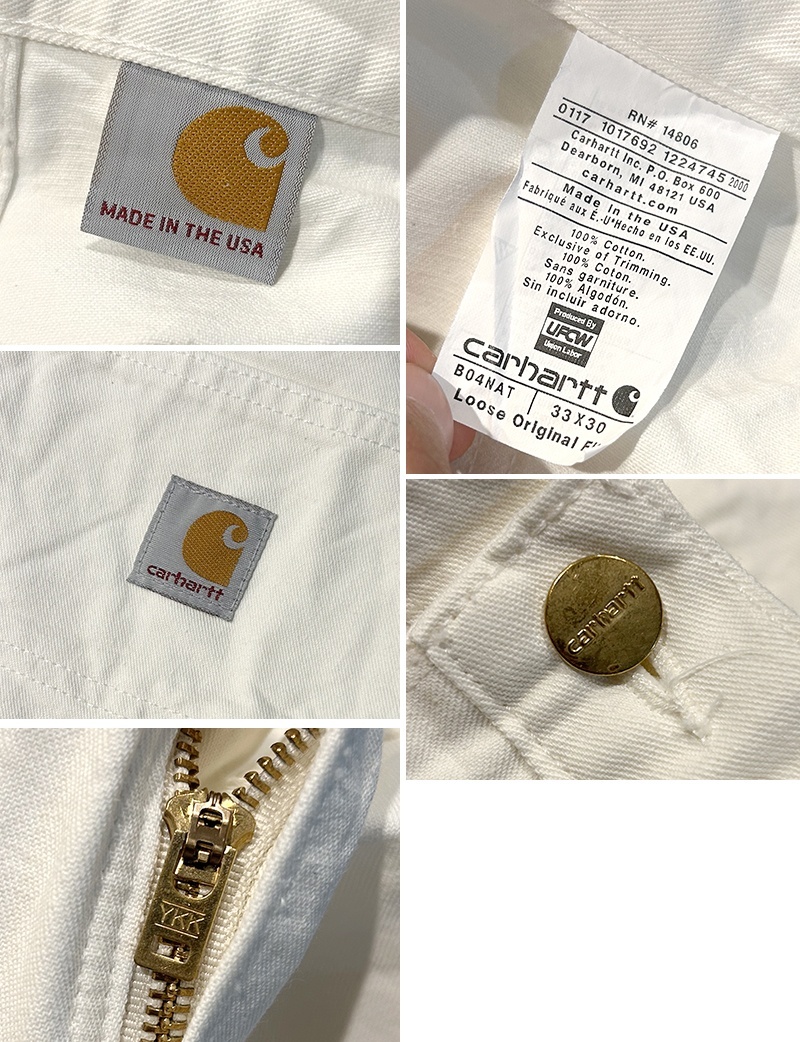 MADE IN THE USA
carhartt
YKK
RN# 14806
0117 1017692 1224745 2000
Carhartt Inc. P.O. Box 600
Dearborn, MI 48121 USA
carhartt.com
Made in the USA
Fabriqué aux É.-U•Hecho en los EE.UU.
100% Cotton.
Exclusive of Trimming.
100% Coton.
Sans garniture.
100% Algodón.
Sin incluir adorno.
Produced By
UFCW
Union Labor
carhartt
B04NAT 33X30
Loose Original
carhartt